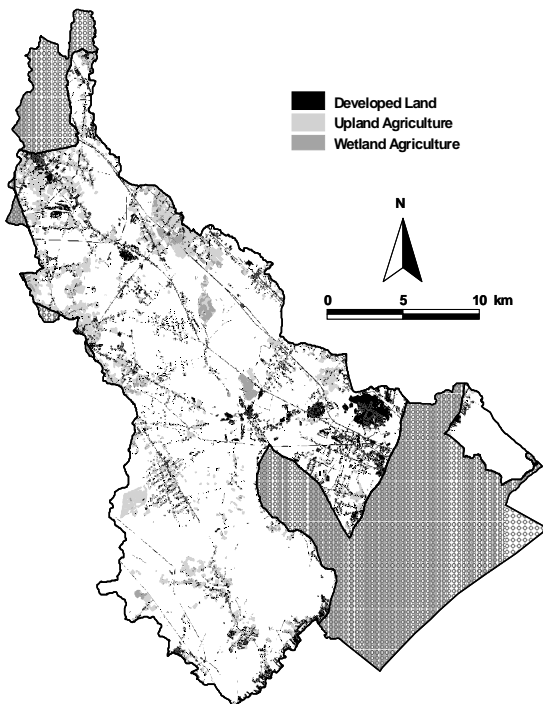 Developed Land
Upland Agriculture
Wetland Agriculture
N
0 5 10 km